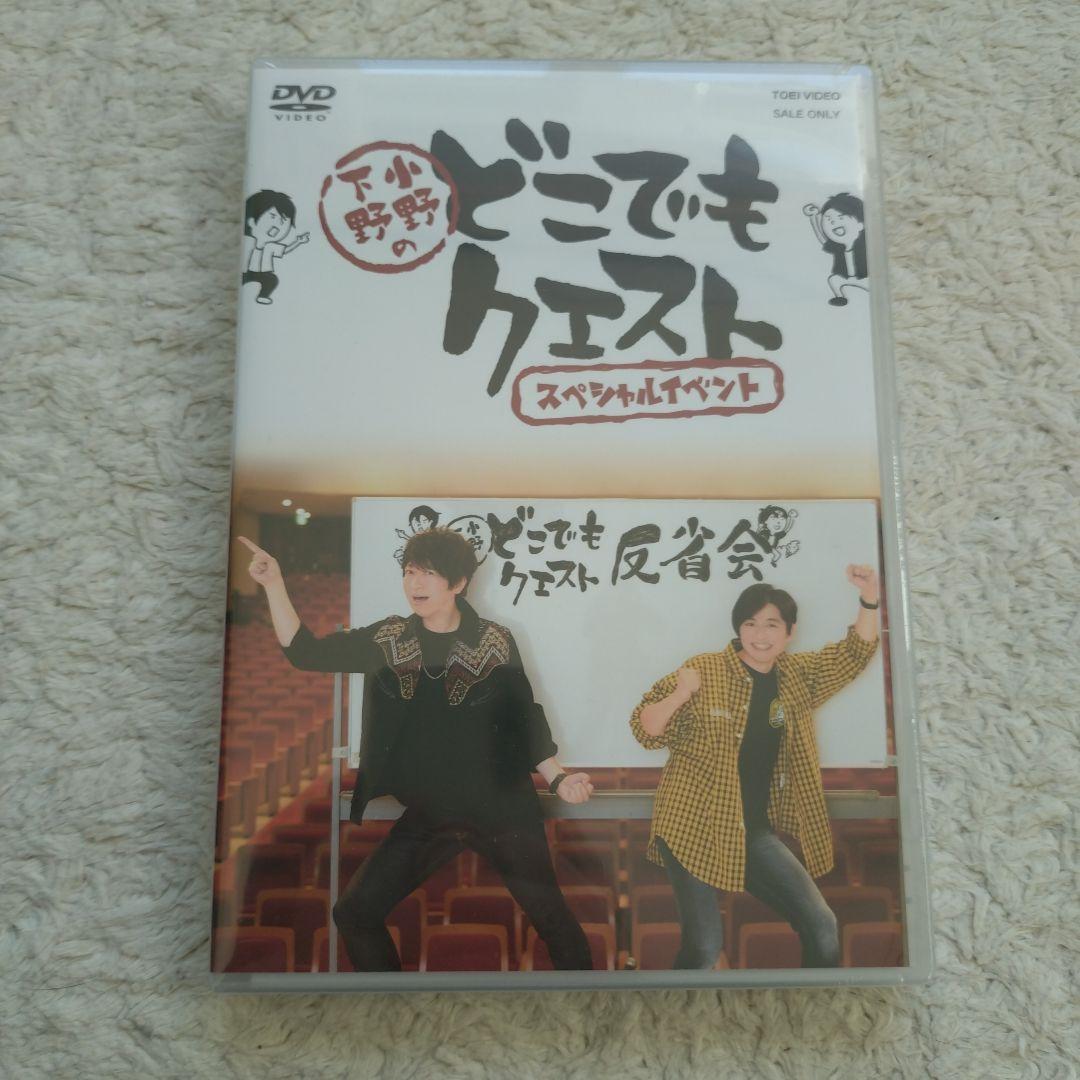 DVD
VIDEO
TOEI VIDEO
SALE ONLY
小野
下野の
どこでも
クエスト
スペシャルイベント
小野
下
どこでも
クエスト
反省会